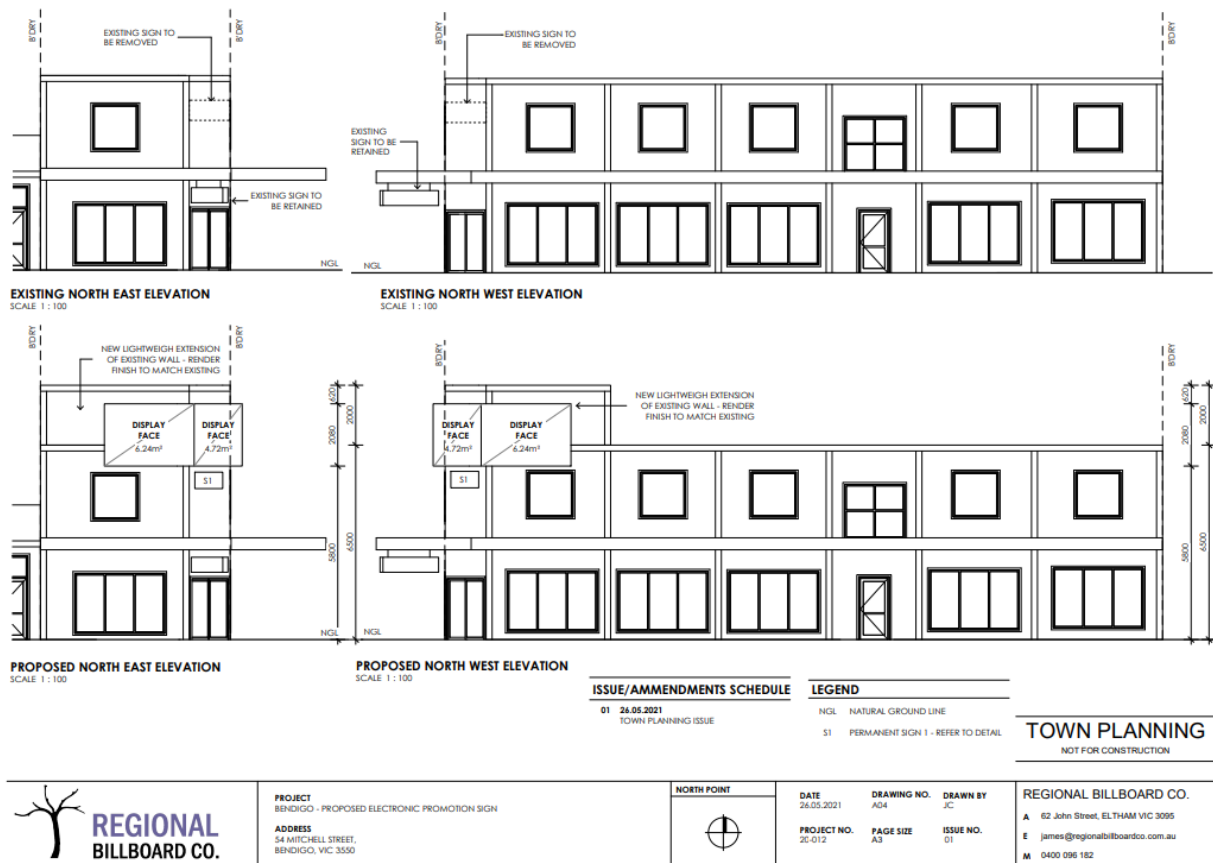 B'DRY
EXISTING SIGN TO
BE REMOVED
B'DRY
EXISTING SIGN TO
BE RETAINED
NGL
EXISTING NORTH EAST ELEVATION
SCALE 1 : 100
B'DRY
EXISTING SIGN TO
BE REMOVED
B'DRY
EXISTING
SIGN TO BE
RETAINED
NGL
EXISTING NORTH WEST ELEVATION
SCALE 1 : 100
B'DRY
NEW LIGHTWEIGH EXTENSION
OF EXISTING WALL - RENDER
FINISH TO MATCH EXISTING
B'DRY
DISPLAY
FACE
6.24m²
DISPLAY
FACE
4.72m²
S1
620
2080
2000
5800
6500
NGL
PROPOSED NORTH EAST ELEVATION
SCALE 1 : 100
B'DRY
NEW LIGHTWEIGH EXTENSION
OF EXISTING WALL - RENDER
FINISH TO MATCH EXISTING
B'DRY
DISPLAY
FACE
4.72m²
DISPLAY
FACE
6.24m²
S1
620
2080
2000
5800
6500
NGL
PROPOSED NORTH WEST ELEVATION
SCALE 1 : 100
ISSUE/AMMENDMENTS SCHEDULE
01 26.05.2021
TOWN PLANNING ISSUE
LEGEND
NGL NATURAL GROUND LINE
S1 PERMANENT SIGN 1 - REFER TO DETAIL
TOWN PLANNING
NOT FOR CONSTRUCTION
REGIONAL
BILLBOARD CO.
PROJECT
BENDIGO - PROPOSED ELECTRONIC PROMOTION SIGN
ADDRESS
54 MITCHELL STREET,
BENDIGO, VIC 3550
NORTH POINT
DATE DRAWING NO. DRAWN BY
26.05.2021 A04 JC
PROJECT NO. PAGE SIZE ISSUE NO.
20-012 A3 01
REGIONAL BILLBOARD CO.
A 62 John Street, ELTHAM VIC 3095
E james@regionalbillboardco.com.au
M 0400 096 182